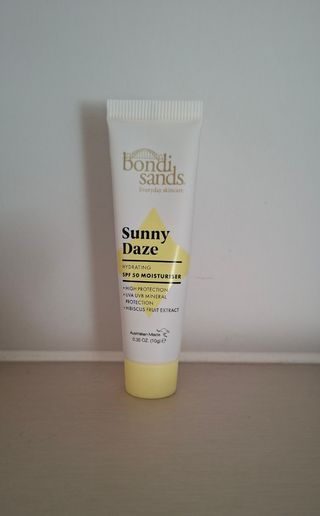 bondi
sands
Everyday skincare
Sunny
Daze
HYDRATING
SPF 50 MOISTURISER
• HIGH PROTECTION
• UVA UVB MINERAL
PROTECTION
• HIBISCUS FRUIT EXTRACT
Australian Made
0.35 OZ. (10g) e